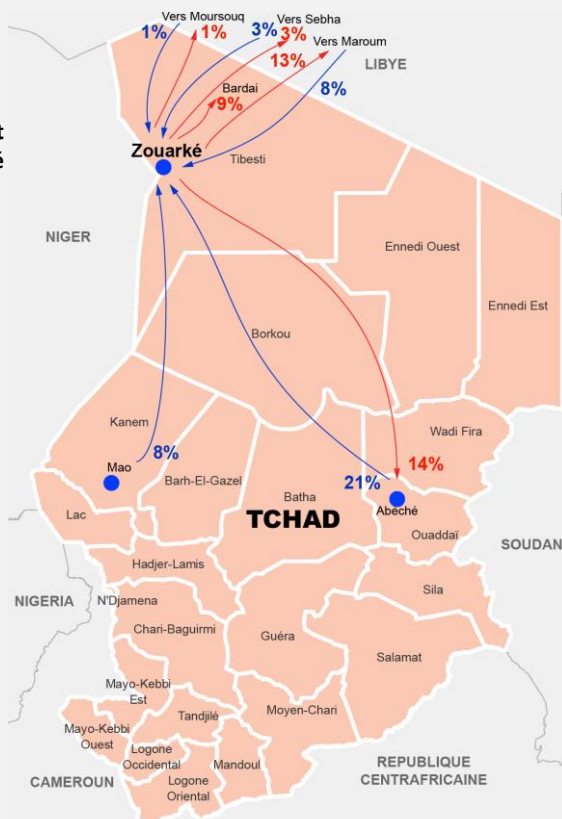 Vers Moursouq
Vers Sebha
1%
1%
3%
3%
Vers Maroum
13%
LIBYE
8%
Bardai
9%
t
é
Zouarké
Tibesti
NIGER
Ennedi Ouest
Ennedi Est
Borkou
Kanem
Wadi Fira
8%
Mao
Barh-El-Gazel
14%
21%
Batha
Abeché
Lac
TCHAD
Ouaddaï
SOUDAN
Hadjer-Lamis
Sila
NIGERIA
N'Djamena
Chari-Baguirmi
Guéra
Salamat
Mayo-Kebbi
Est
Moyen-Chari
Tandjilé
Mayo-Kebbi
Ouest
Logone
Occidental
Mandoul
REPUBLIQUE
CENTRAFRICAINE
CAMEROUN
Logone
Oriental